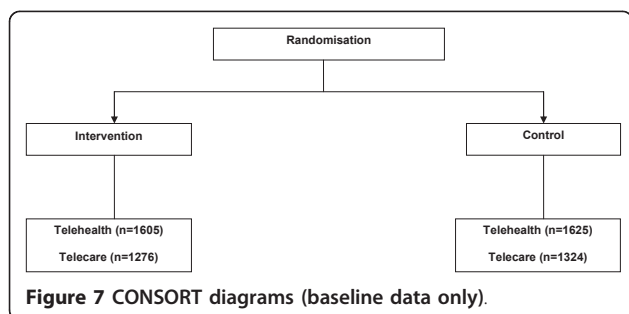 Randomisation
Intervention
Control
Telehealth (n=1605)
Telecare (n=1276)
Telehealth (n=1625)
Telecare (n=1324)
Figure 7 CONSORT diagrams (baseline data only).